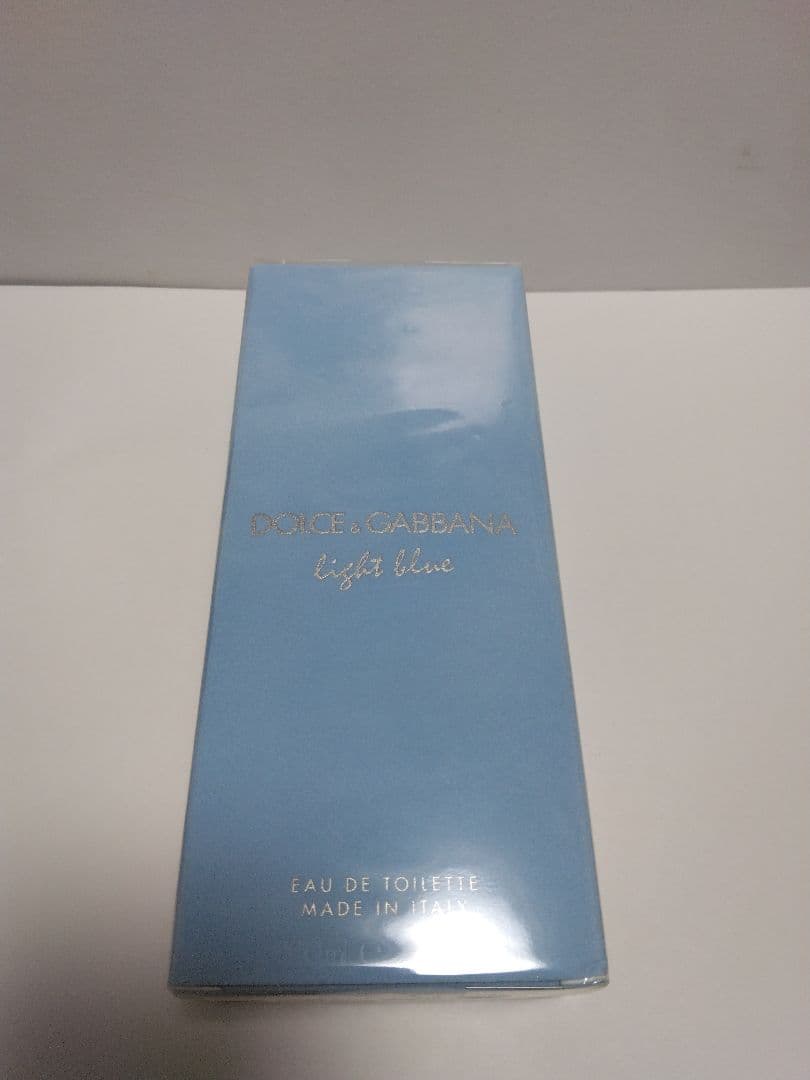 DOLCE & GABBANA
light blue
EAU DE TOILETTE
MADE IN ITALY